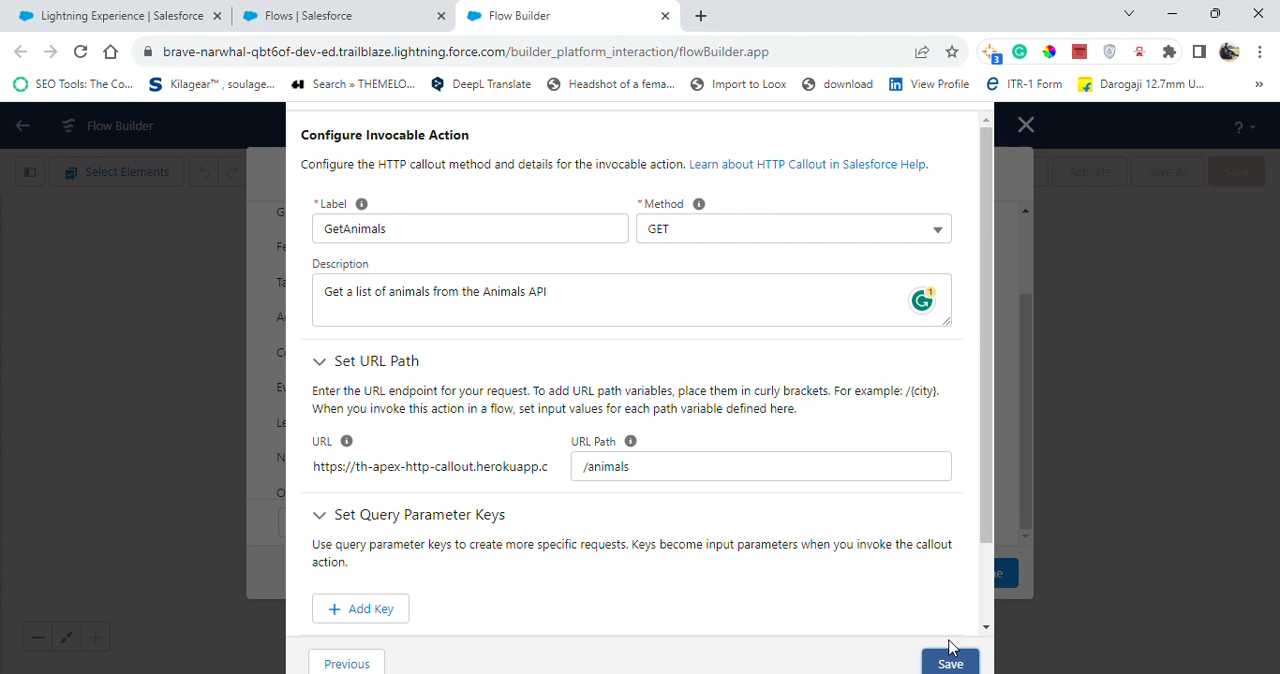 Lightning Experience | Salesforce
Flows | Salesforce
Flow Builder
brave-narwhal-qbt6of-dev-ed.trailblaze.lightning.force.com/builder_platform_interaction/flowBuilder.app
3
SEO Tools: The Co...
Kilagear™ , soulage...
Search » THEMΕLO...
DeepL Translate
Headshot of a fema...
Import to Loox
download
View Profile
ITR-1 Form
Darogaji 12.7mm U...
»
Flow Builder
?
Select Elements
Activate
Save As
Save
Configure Invocable Action
Configure the HTTP callout method and details for the invocable action. Learn about HTTP Callout in Salesforce Help.
* Label
* Method
GetAnimals
GET
Description
Get a list of animals from the Animals API
1
Set URL Path
Enter the URL endpoint for your request. To add URL path variables, place them in curly brackets. For example: /{city}.
When you invoke this action in a flow, set input values for each path variable defined here.
URL
URL Path
https://th-apex-http-callout.herokuapp.c
/animals
Set Query Parameter Keys
Use query parameter keys to create more specific requests. Keys become input parameters when you invoke the callout
action.
+ Add Key
Previous
Save